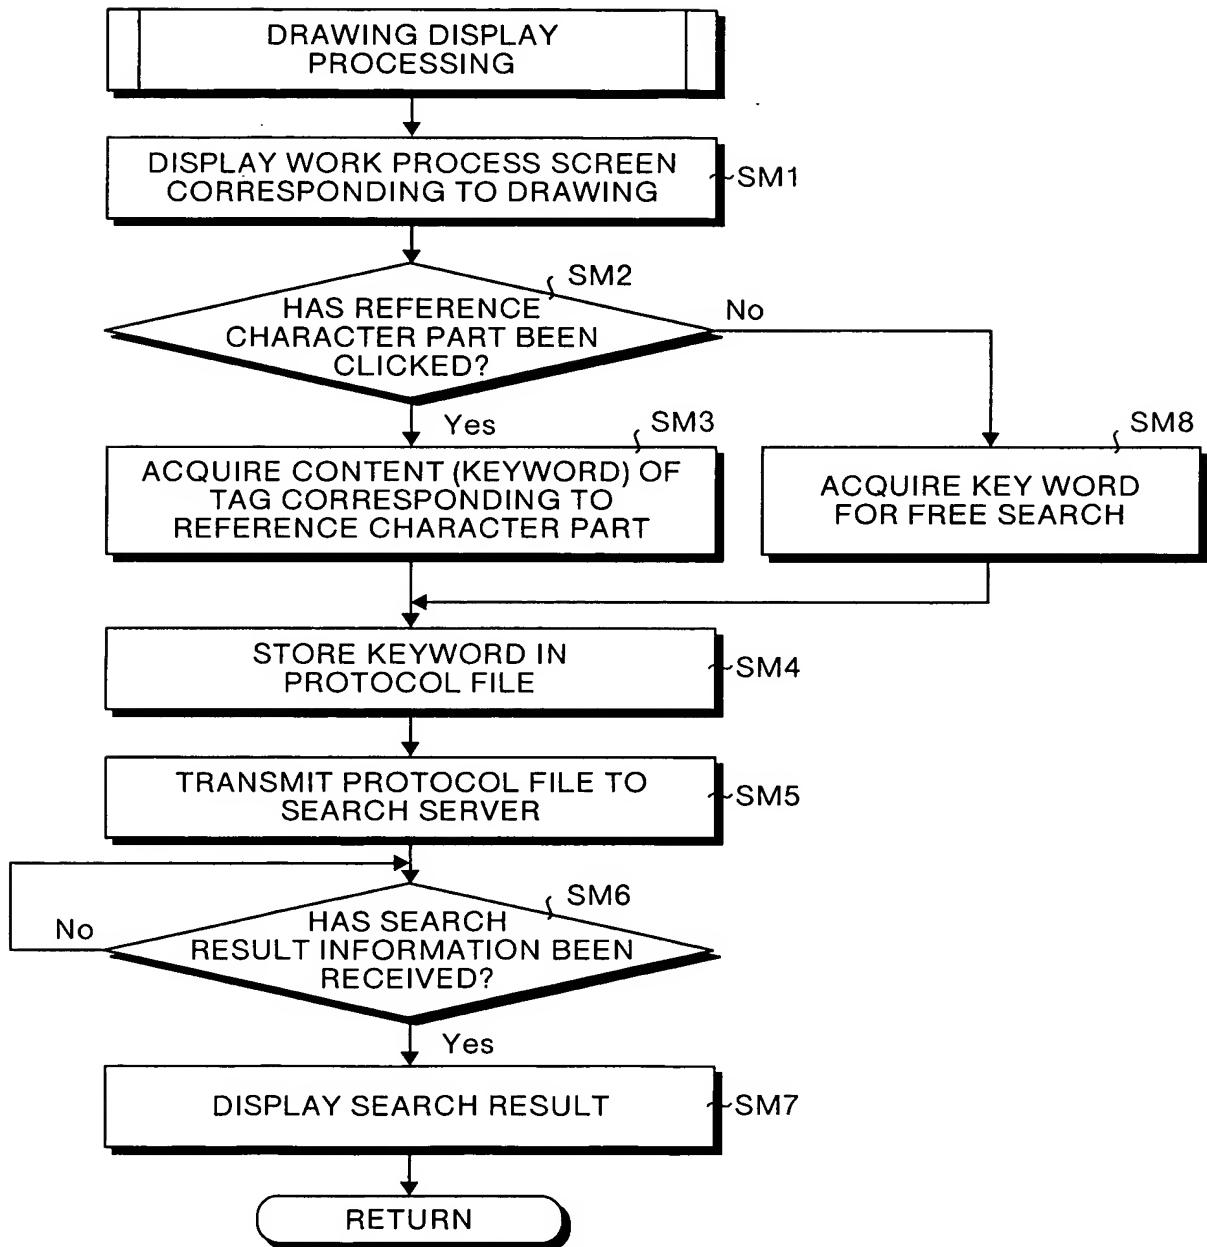 DRAWING DISPLAY
PROCESSING
DISPLAY WORK PROCESS SCREEN
CORRESPONDING TO DRAWING
SM1
SM2
HAS REFERENCE
CHARACTER PART BEEN
CLICKED?
No
Yes
SM3
ACQUIRE CONTENT (KEYWORD) OF
TAG CORRESPONDING TO
REFERENCE CHARACTER PART
SM8
ACQUIRE KEY WORD
FOR FREE SEARCH
STORE KEYWORD IN
PROTOCOL FILE
SM4
TRANSMIT PROTOCOL FILE TO
SEARCH SERVER
SM5
SM6
HAS SEARCH
RESULT INFORMATION BEEN
RECEIVED?
No
Yes
DISPLAY SEARCH RESULT
SM7
RETURN